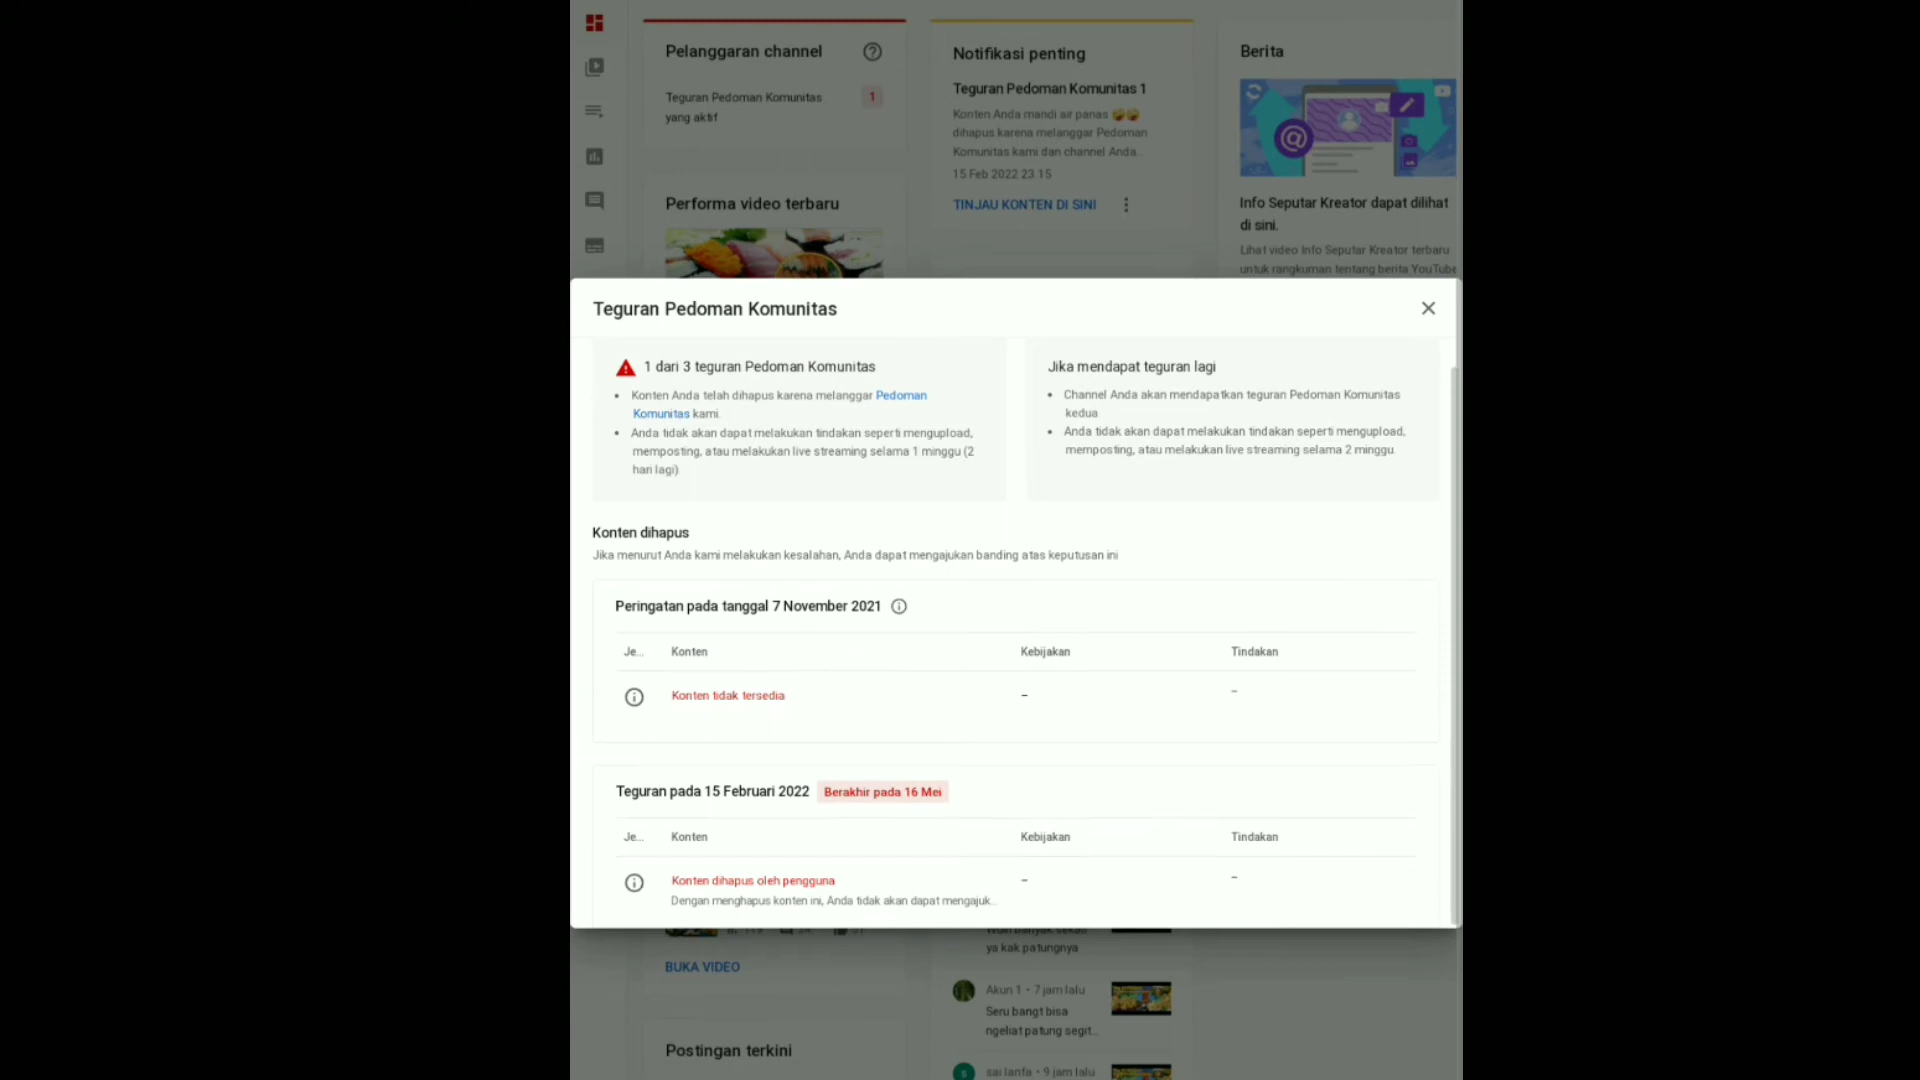 Pelanggaran channel
Teguran Pedoman Komunitas
yang aktif
1
Performa video terbaru
Notifikasi penting
Teguran Pedoman Komunitas 1
Konten Anda mandi air panas 🤣🤣
dihapus karena melanggar Pedoman
Komunitas kami dan channel Anda...
15 Feb 2022 23.15
TINJAU KONTEN DI SINI
Berita
Info Seputar Kreator dapat dilihat
di sini.
Lihat video Info Seputar Kreator terbaru
untuk rangkuman tentang berita YouTube
Teguran Pedoman Komunitas
1 dari 3 teguran Pedoman Komunitas
• Konten Anda telah dihapus karena melanggar Pedoman
Komunitas kami.
• Anda tidak akan dapat melakukan tindakan seperti mengupload,
memposting, atau melakukan live streaming selama 1 minggu (2
hari lagi)
Jika mendapat teguran lagi
• Channel Anda akan mendapatkan teguran Pedoman Komunitas
kedua
• Anda tidak akan dapat melakukan tindakan seperti mengupload,
memposting, atau melakukan live streaming selama 2 minggu.
Konten dihapus
Jika menurut Anda kami melakukan kesalahan, Anda dapat mengajukan banding atas keputusan ini
Peringatan pada tanggal 7 November 2021
Je... Konten Kebijakan Tindakan
Konten tidak tersedia – –
Teguran pada 15 Februari 2022 Berakhir pada 16 Mei
Je... Konten Kebijakan Tindakan
Konten dihapus oleh pengguna – –
Dengan menghapus konten ini, Anda tidak akan dapat mengajuk...
BUKA VIDEO
Postingan terkini
ya kak patungnya
Akun 1 • 7 jam lalu
Seru bangt bisa
ngeliat patung segit...
S
sai lanfa • 9 jam lalu